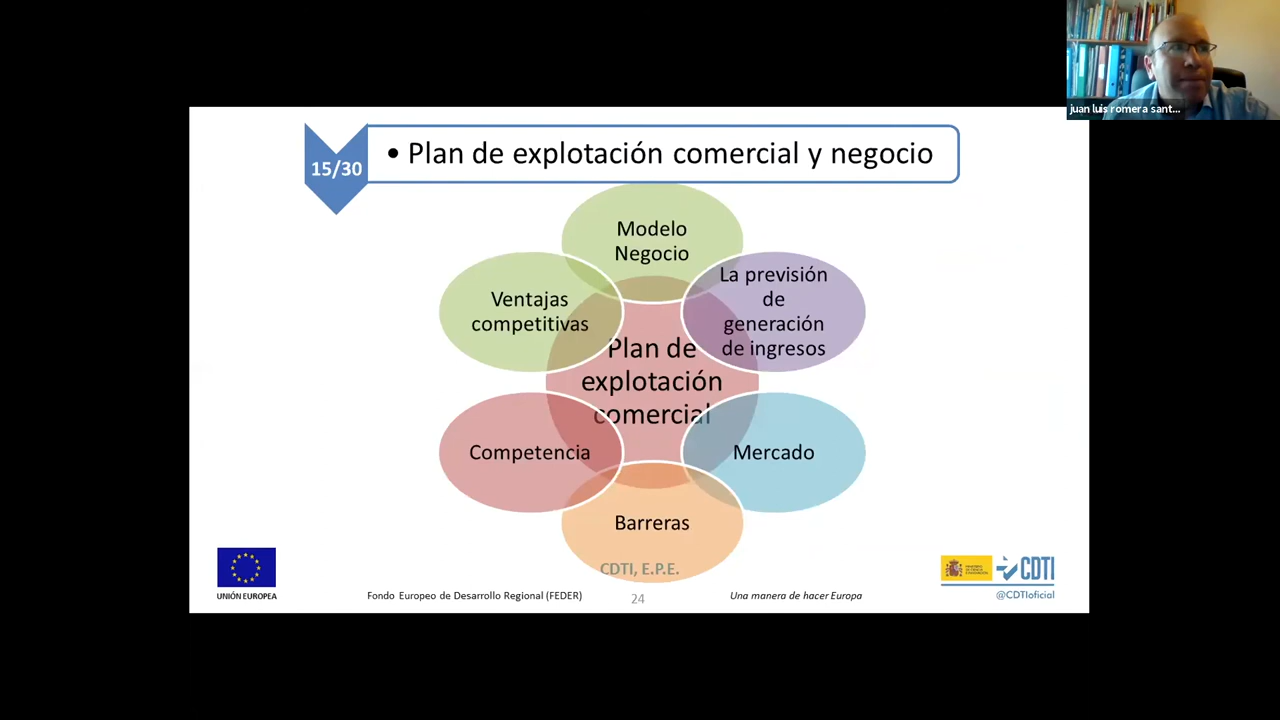 juan luis romera sant...
15/30
• Plan de explotación comercial y negocio
Modelo
Negocio
La previsión
de
generación
de ingresos
Ventajas
competitivas
Plan de
explotación
comercial
Competencia
Mercado
Barreras
CDTI, E.P.E.
CDTI
UNIÓN EUROPEA
Fondo Europeo de Desarrollo Regional (FEDER)
24
Una manera de hacer Europa
@CDTIoficial